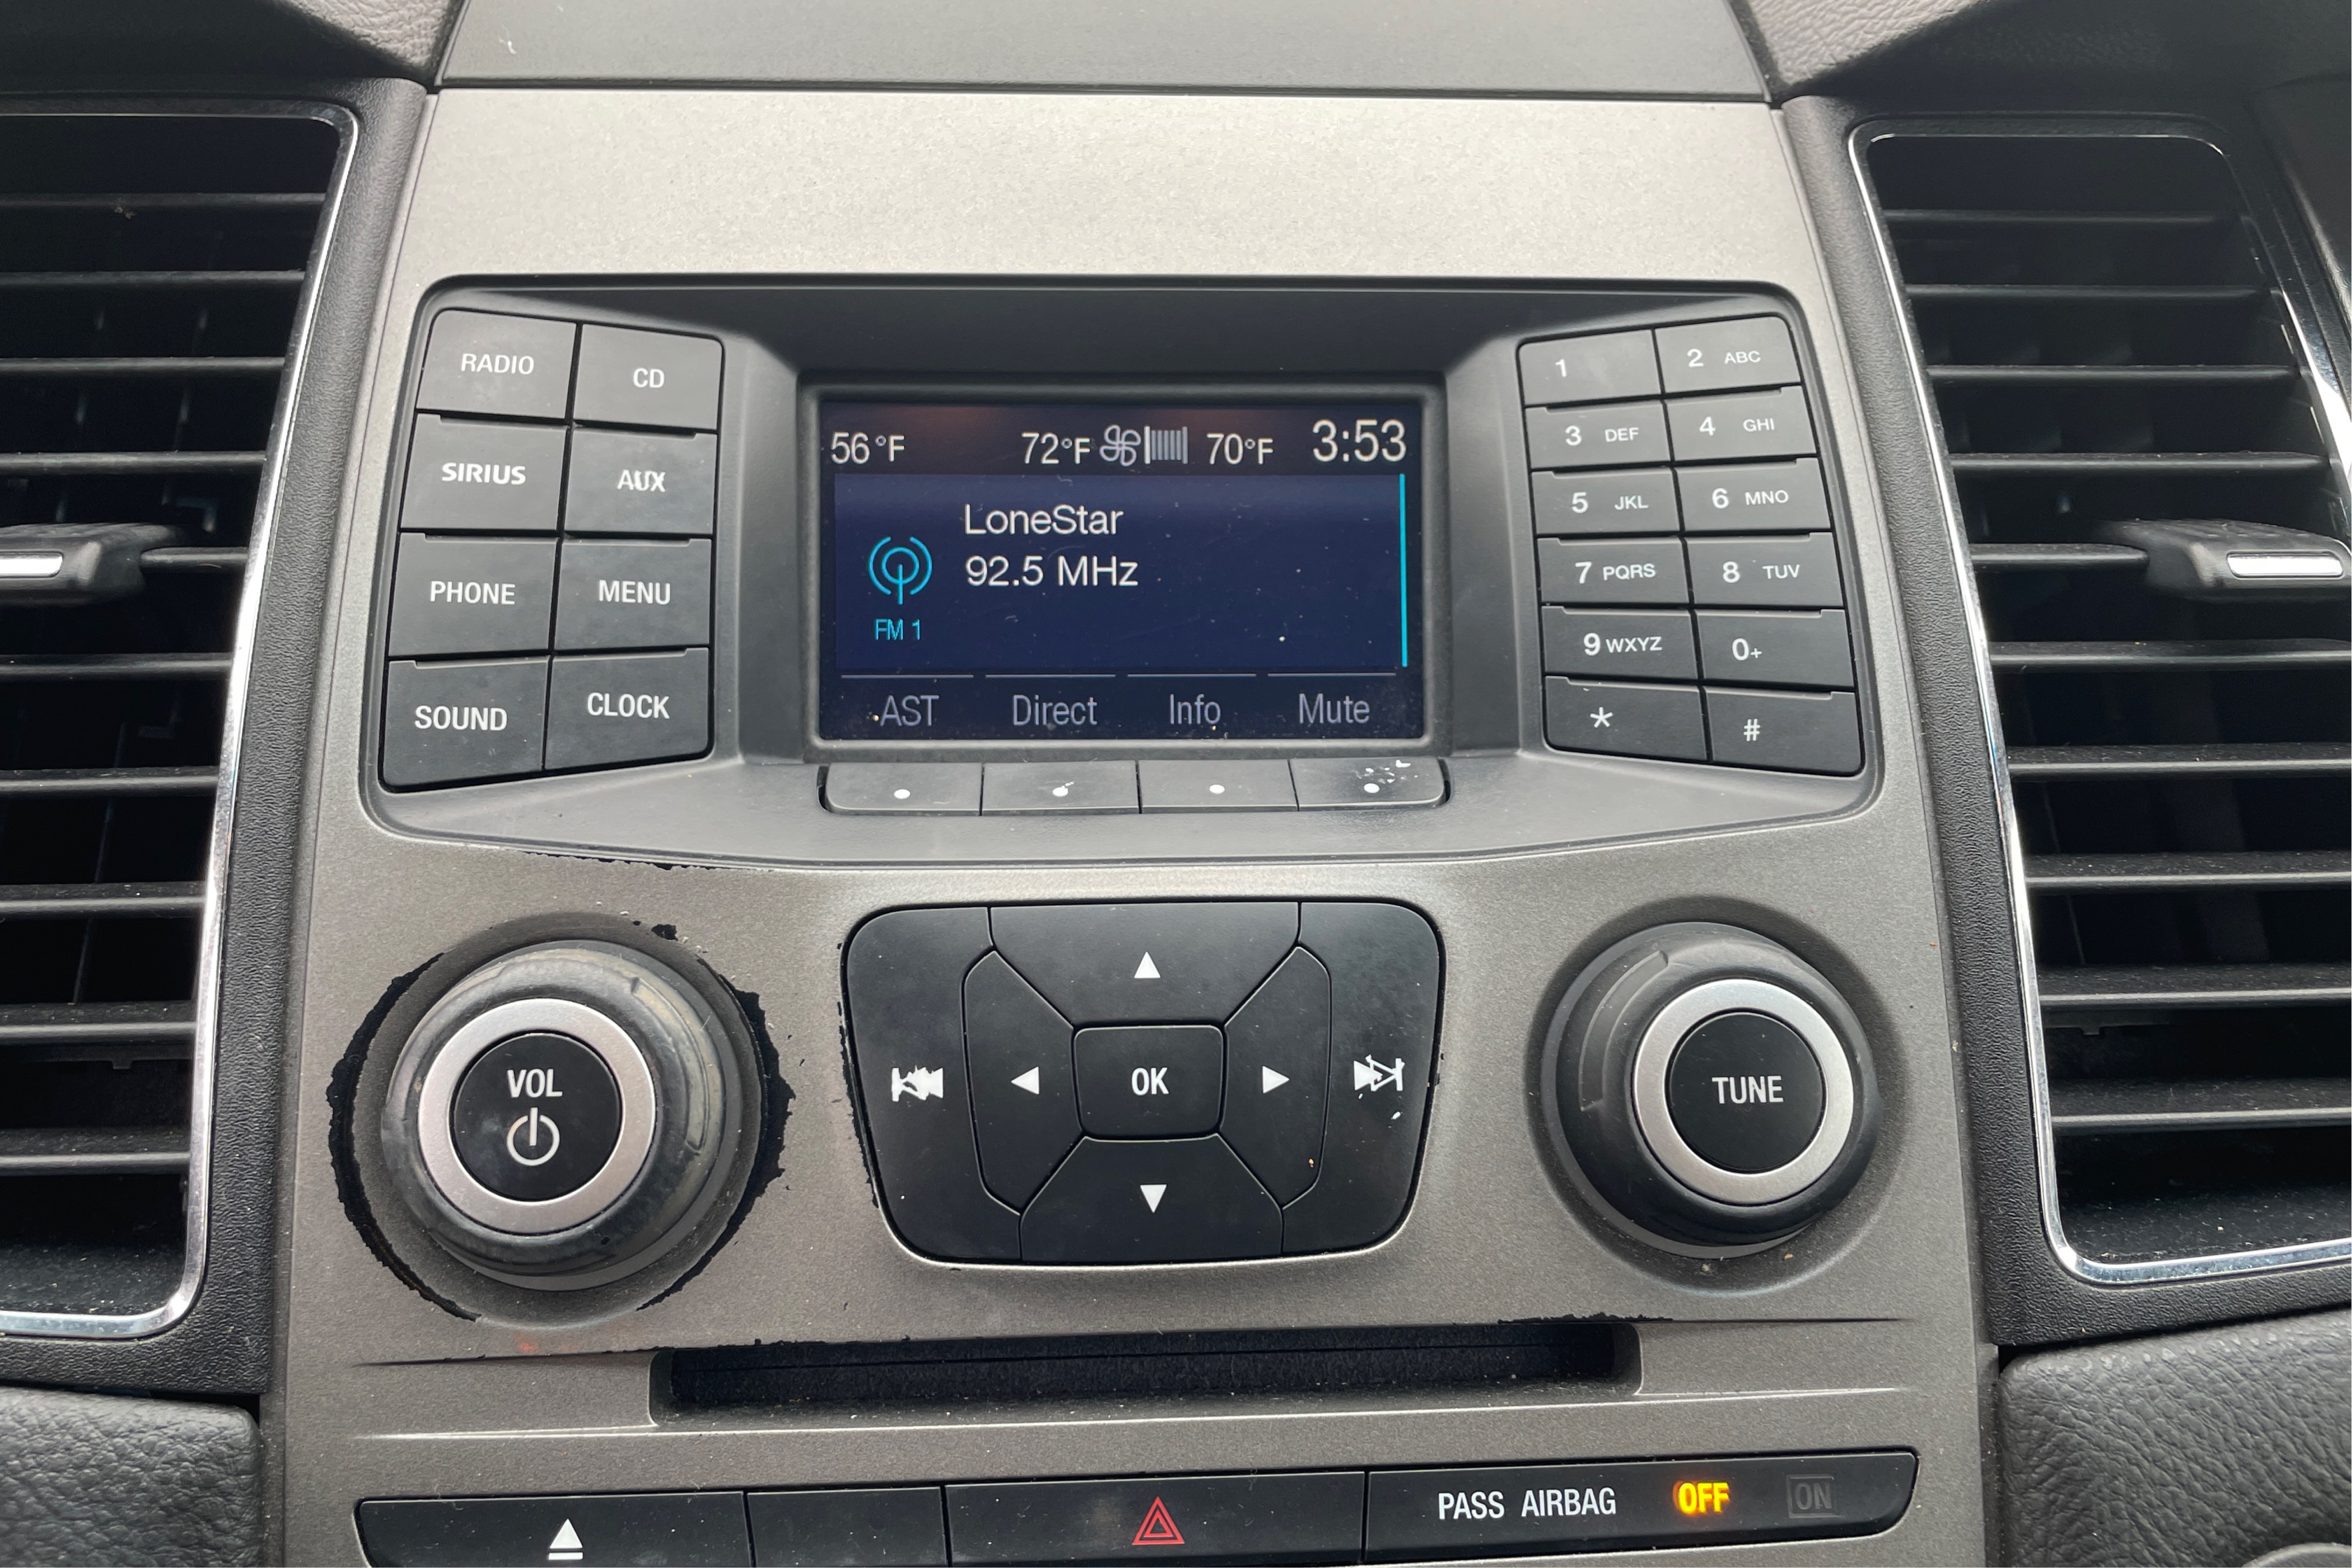 RADIO CD
SIRIUS AUX
PHONE MENU
SOUND CLOCK
56°F 72°F 70°F 3:53
LoneStar
92.5 MHz
FM 1
AST Direct Info Mute
1 2 ABC
3 DEF 4 GHI
5 JKL 6 MNO
7 PQRS 8 TUV
9 WXYZ 0+
* #
VOL
OK
TUNE
PASS AIRBAG OFF ON